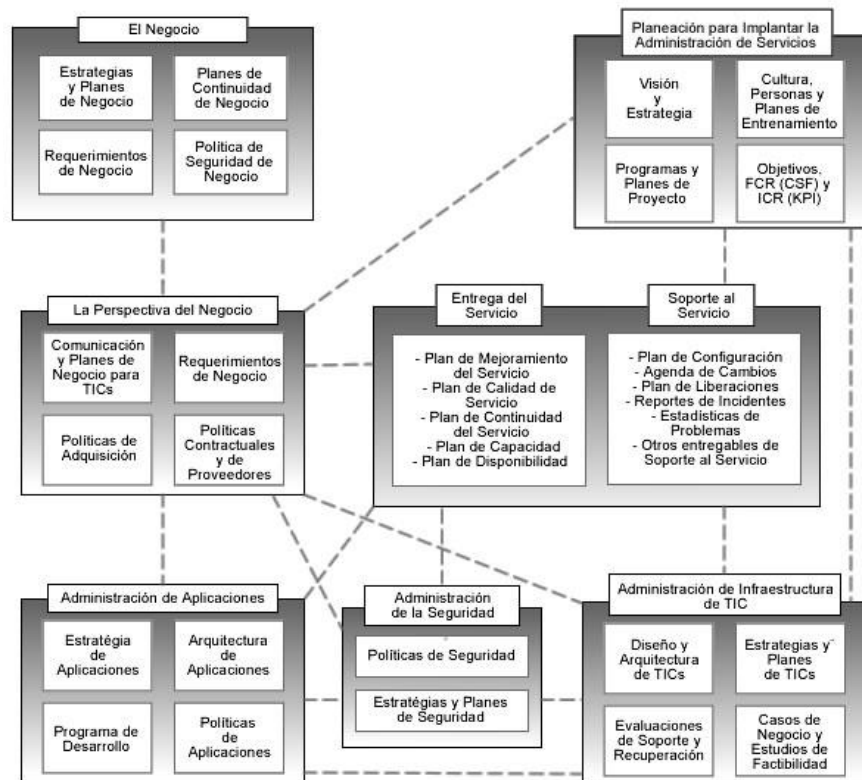 El Negocio
Estrategias
y Planes
de Negocio
Planes de
Continuidad
de Negocio
Requerimientos
de Negocio
Política de
Seguridad de
Negocio
Planeación para Implantar la
Administración de Servicios
Visión
y
Estrategia
Cultura,
Personas y
Planes de
Entrenamiento
Programas y
Planes de
Proyecto
Objetivos,
FCR (CSF) y
ICR (KPI)
La Perspectiva del Negocio
Comunicación
y Planes de
Negocio para
TICs
Requerimientos
de Negocio
Políticas de
Adquisición
Políticas
Contractuales
y de
Proveedores
Entrega del
Servicio
- Plan de Mejoramiento
del Servicio
- Plan de Calidad de
Servicio
- Plan de Continuidad
del Servicio
- Plan de Capacidad
- Plan de Disponibilidad
Soporte al
Servicio
- Plan de Configuración
- Agenda de Cambios
- Plan de Liberaciones
- Reportes de Incidentes
- Estadísticas de
Problemas
- Otros entregables de
Soporte al Servicio
Administración de Aplicaciones
Estratégia
de
Aplicaciones
Arquitectura
de
Aplicaciones
Programa de
Desarrollo
Políticas
de
Aplicaciones
Administración
de la Seguridad
Políticas de Seguridad
Estratégias y Planes
de Seguridad
Administración de Infraestructura
de TIC
Diseño y
Arquitectura
de TICs
Estrategias y
Planes
de TICs
Evaluaciones
de Soporte y
Recuperación
Casos de
Negocio y
Estudios de
Factibilidad